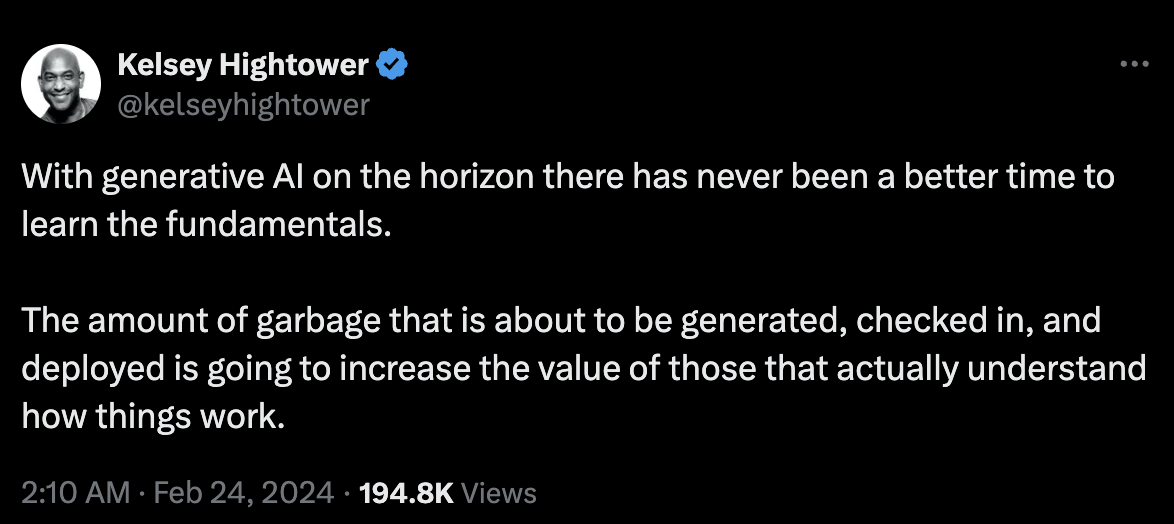 Kelsey Hightower
@kelseyhightower
With generative AI on the horizon there has never been a better time to
learn the fundamentals.
The amount of garbage that is about to be generated, checked in, and
deployed is going to increase the value of those that actually understand
how things work.
2:10 AM · Feb 24, 2024 · 194.8K Views